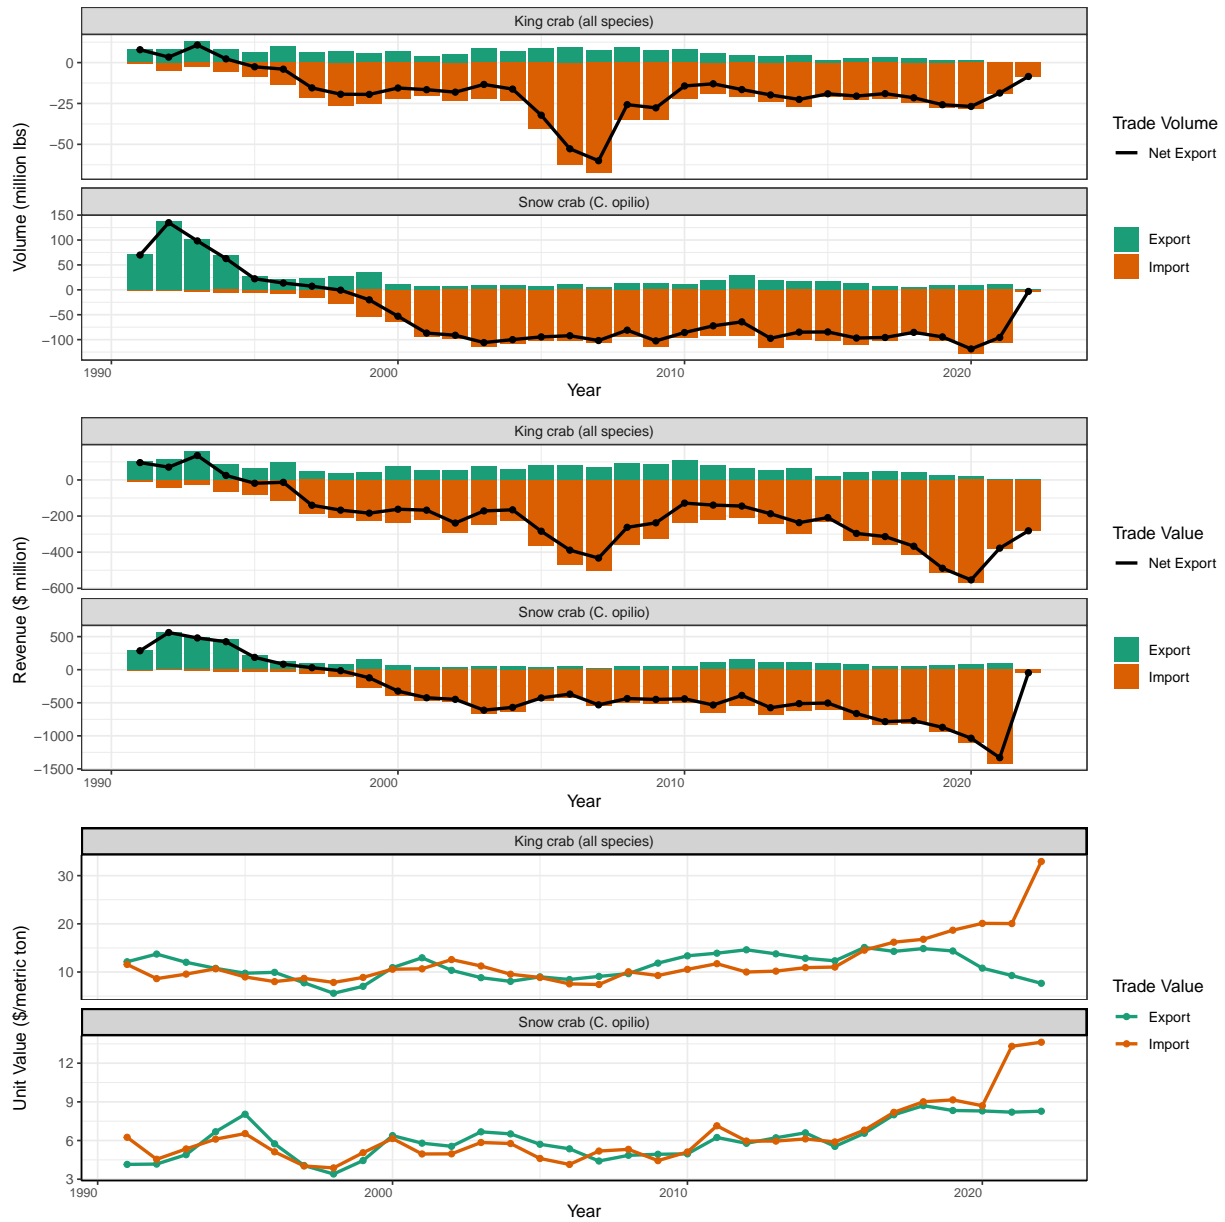 King crab (all species)
0
−25
−50
Snow crab (C. opilio)
150
100
50
0
−50
−100
1990
2000
2010
2020
Year
Volume (million lbs)
Trade Volume
Net Export
Export
Import
King crab (all species)
0
−200
−400
−600
Snow crab (C. opilio)
500
0
−500
−1000
−1500
1990
2000
2010
2020
Year
Revenue ($ million)
Trade Value
Net Export
Export
Import
King crab (all species)
30
20
10
Snow crab (C. opilio)
12
9
6
3
1990
2000
2010
2020
Year
Unit Value ($/metric ton)
Trade Value
Export
Import